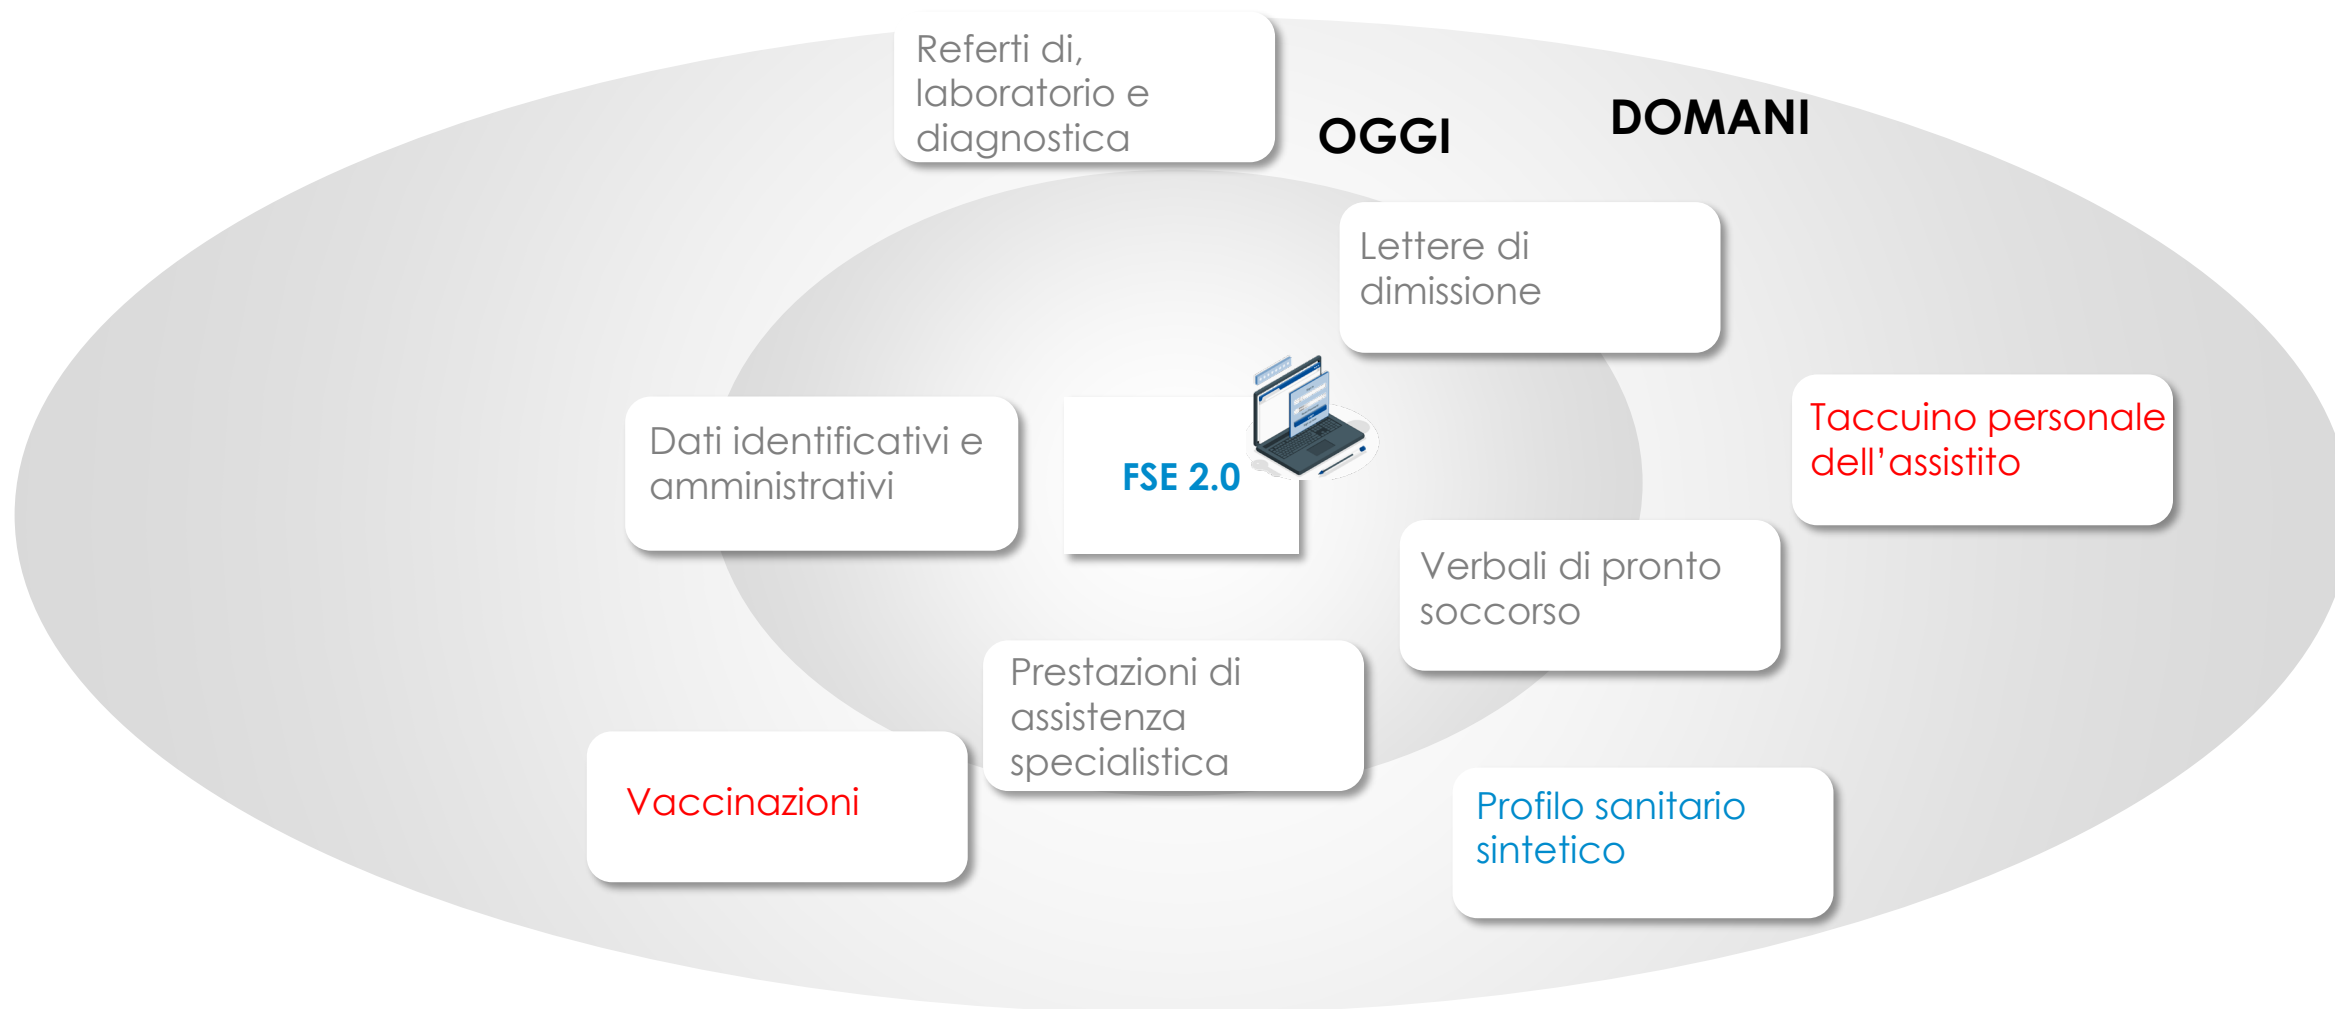 Referti di,
laboratorio e
diagnostica
OGGI
DOMANI
Lettere di
dimissione
Dati identificativi e
amministrativi
FSE 2.0
Taccuino personale
dell’assistito
Verbali di pronto
soccorso
Prestazioni di
assistenza
specialistica
Vaccinazioni
Profilo sanitario
sintetico